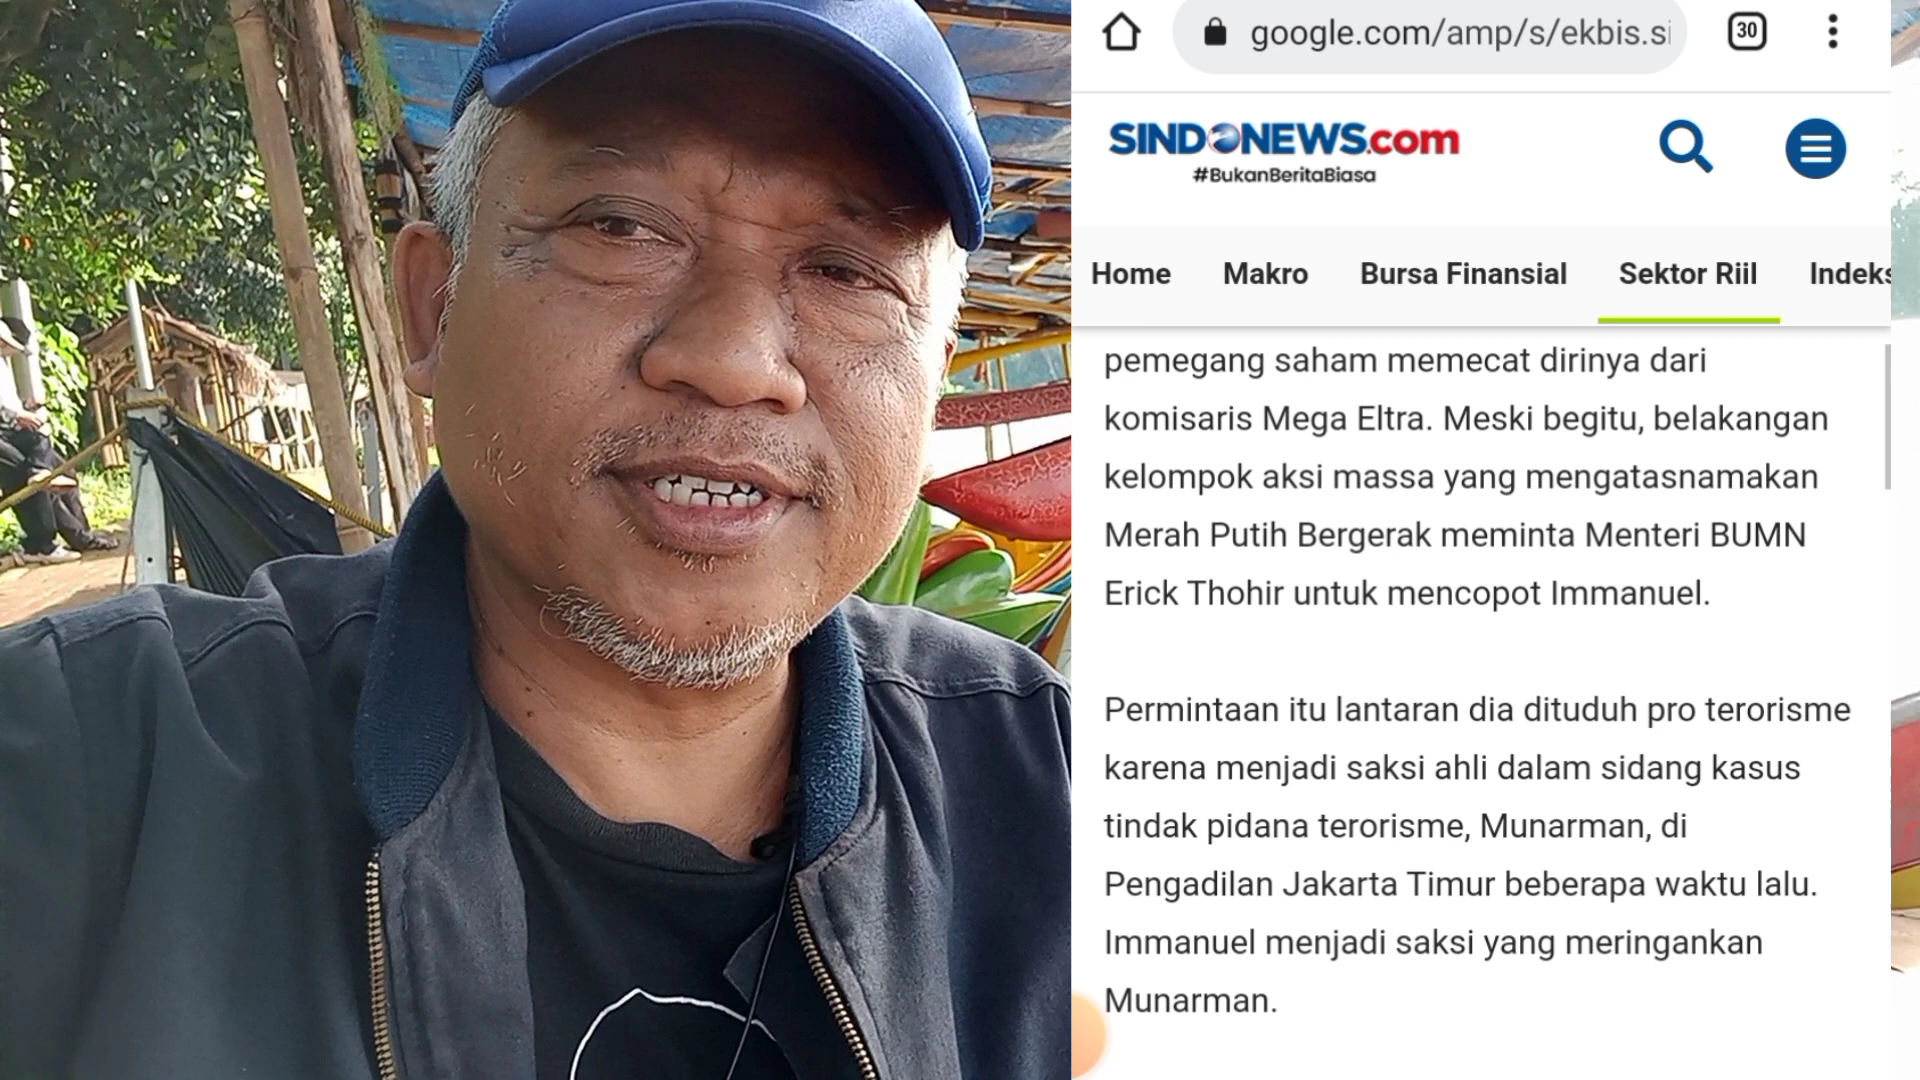 google.com/amp/s/ekbis.si
30
SINDONEWS.com
#BukanBeritaBiasa
Home Makro Bursa Finansial Sektor Riil Indeks
pemegang saham memecat dirinya dari
komisaris Mega Eltra. Meski begitu, belakangan
kelompok aksi massa yang mengatasnamakan
Merah Putih Bergerak meminta Menteri BUMN
Erick Thohir untuk mencopot Immanuel.
Permintaan itu lantaran dia dituduh pro terorisme
karena menjadi saksi ahli dalam sidang kasus
tindak pidana terorisme, Munarman, di
Pengadilan Jakarta Timur beberapa waktu lalu.
Immanuel menjadi saksi yang meringankan
Munarman.